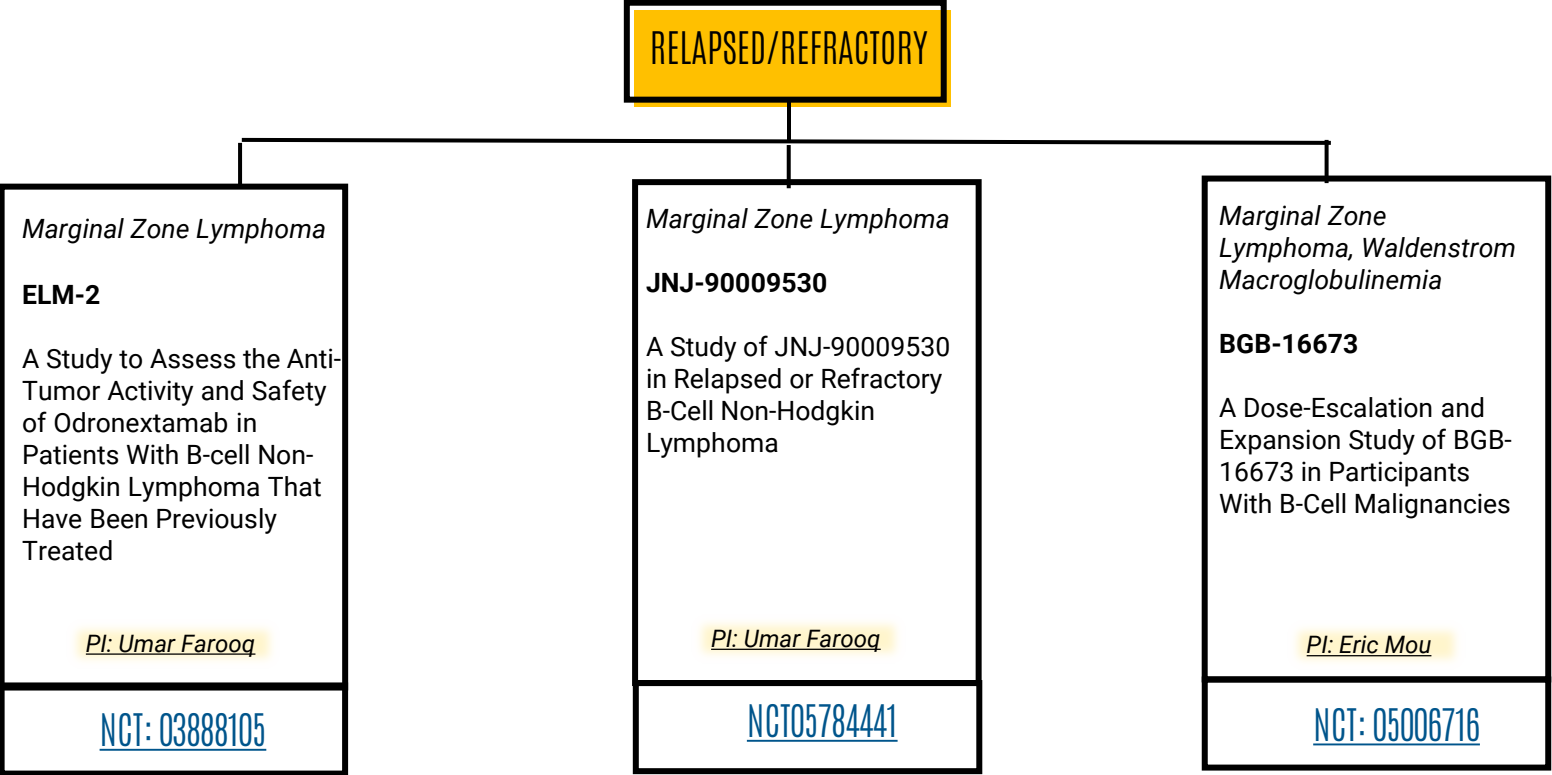 RELAPSED/REFRACTORY
Marginal Zone Lymphoma
ELM-2
A Study to Assess the Anti-
Tumor Activity and Safety
of Odronextamab in
Patients With B-cell Non-
Hodgkin Lymphoma That
Have Been Previously
Treated
PI: Umar Farooq
NCT: 03888105
Marginal Zone Lymphoma
JNJ-90009530
A Study of JNJ-90009530
in Relapsed or Refractory
B-Cell Non-Hodgkin
Lymphoma
PI: Umar Farooq
NCT05784441
Marginal Zone
Lymphoma, Waldenstrom
Macroglobulinemia
BGB-16673
A Dose-Escalation and
Expansion Study of BGB-
16673 in Participants
With B-Cell Malignancies
PI: Eric Mou
NCT: 05006716